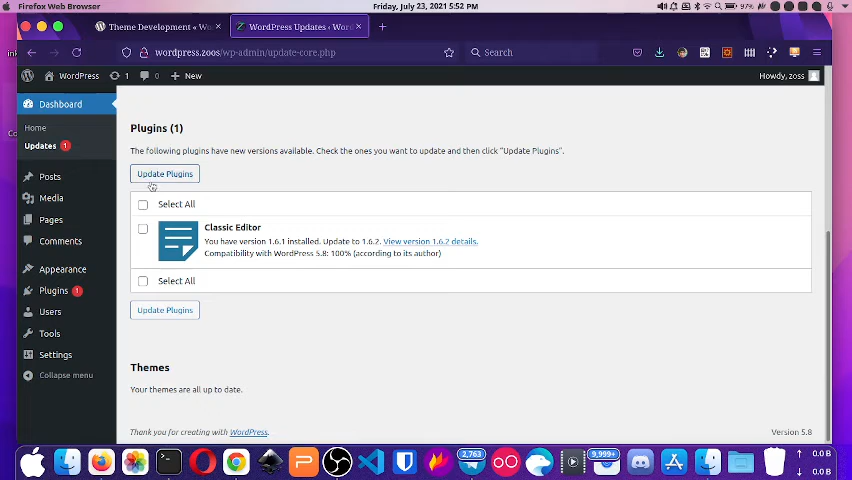 Firefox Web Browser
Friday, July 23, 2021 5:52 PM
97%
Theme Development « W
WordPress Updates ‹ Word
wordpress.zoos/wp-admin/update-core.php
Search
WordPress
1
0
New
Howdy, zoss
Dashboard
Home
Updates 1
Posts
Media
Pages
Comments
Appearance
Plugins 1
Users
Tools
Settings
Collapse menu
Plugins (1)
The following plugins have new versions available. Check the ones you want to update and then click "Update Plugins".
Update Plugins
Select All
Classic Editor
You have version 1.6.1 installed. Update to 1.6.2. View version 1.6.2 details.
Compatibility with WordPress 5.8: 100% (according to its author)
Select All
Update Plugins
Themes
Your themes are all up to date.
Thank you for creating with WordPress.
Version 5.8
2,763
9,999+
0.0 B
0.0 B